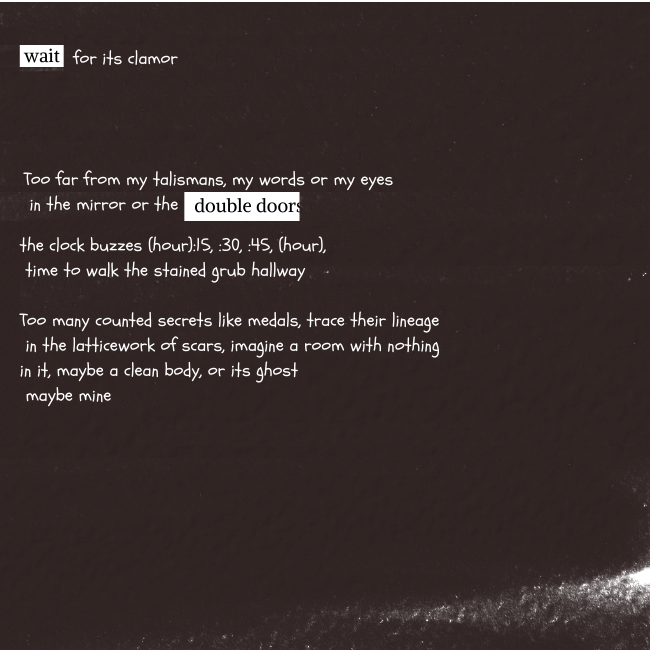 wait for its clamor
Too far from my talismans, my words or my eyes
in the mirror or the double doors
the clock buzzes (hour):15, :30, :45, (hour),
time to walk the stained grub hallway
Too many counted secrets like medals, trace their lineage
in the latticework of scars, imagine a room with nothing
in it, maybe a clean body, or its ghost
maybe mine